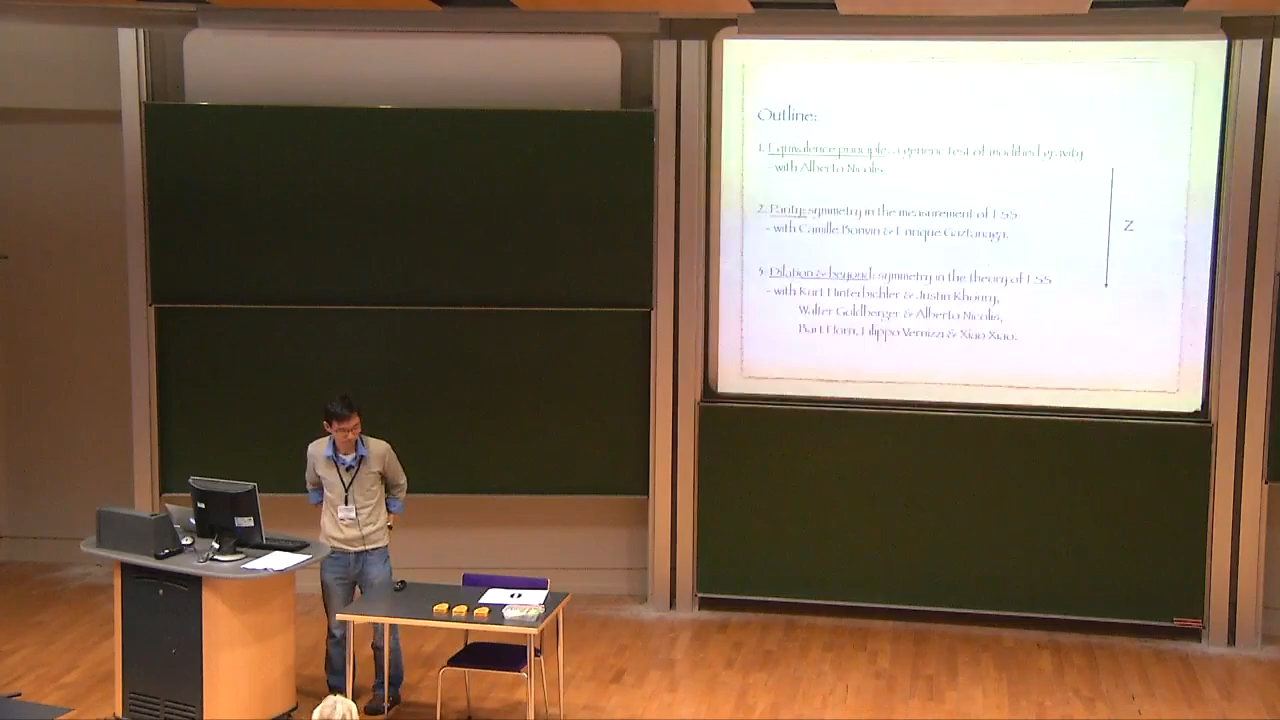 Outline:
1. Equivalence principle: a generic test of modified gravity
- with Alberto Nicolis.
2. Parity: symmetry in the measurement of LSS
- with Camille Bonvin & Enrique Gaztanaga.
3. Dilation & beyond: symmetry in the theory of LSS
- with Kurt Hinterbichler & Justin Khoury,
Walter Goldberger & Alberto Nicolis,
Bart Horn, Filippo Vernizzi & Xiao Xiao.
z